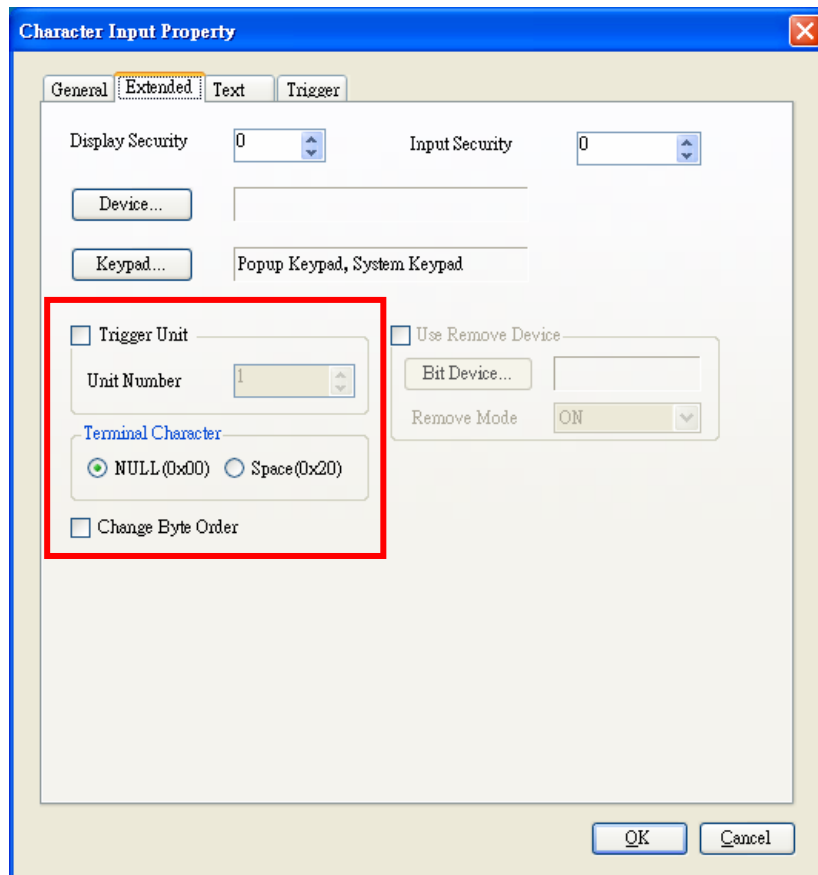 Character Input Property
General Extended Text Trigger
Display Security 0 Input Security 0
Device...
Keypad... Popup Keypad, System Keypad
Trigger Unit Use Remove Device
Unit Number 1 Bit Device...
Remove Mode ON
Terminal Character
NULL(0x00) Space(0x20)
Change Byte Order
OK Cancel